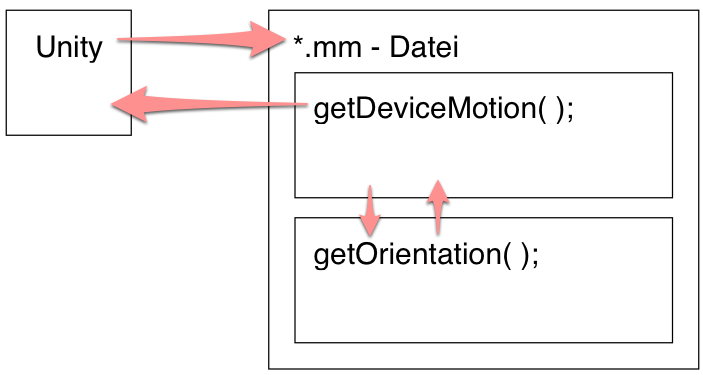 Unity
*.mm - Datei
getDeviceMotion( );
getOrientation( );